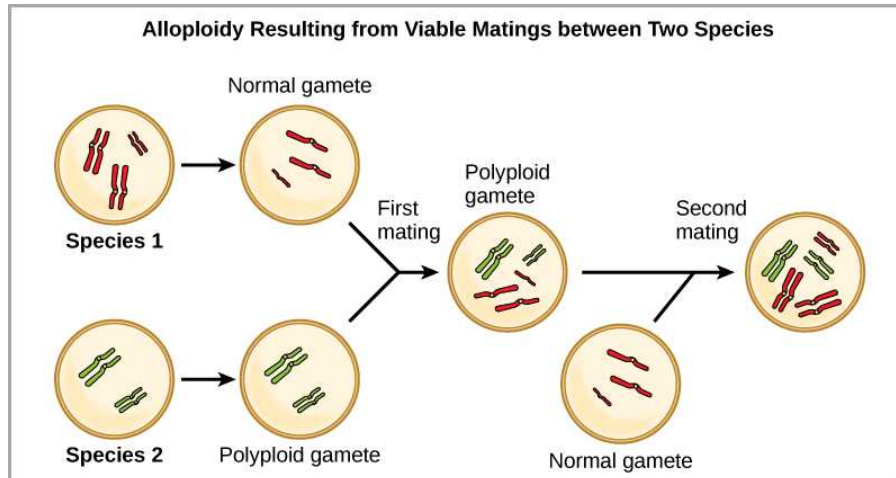 Alloploidy Resulting from Viable Matings between Two Species
Normal gamete
Species 1
First
mating
Polyploid
gamete
Second
mating
Species 2
Polyploid gamete
Normal gamete